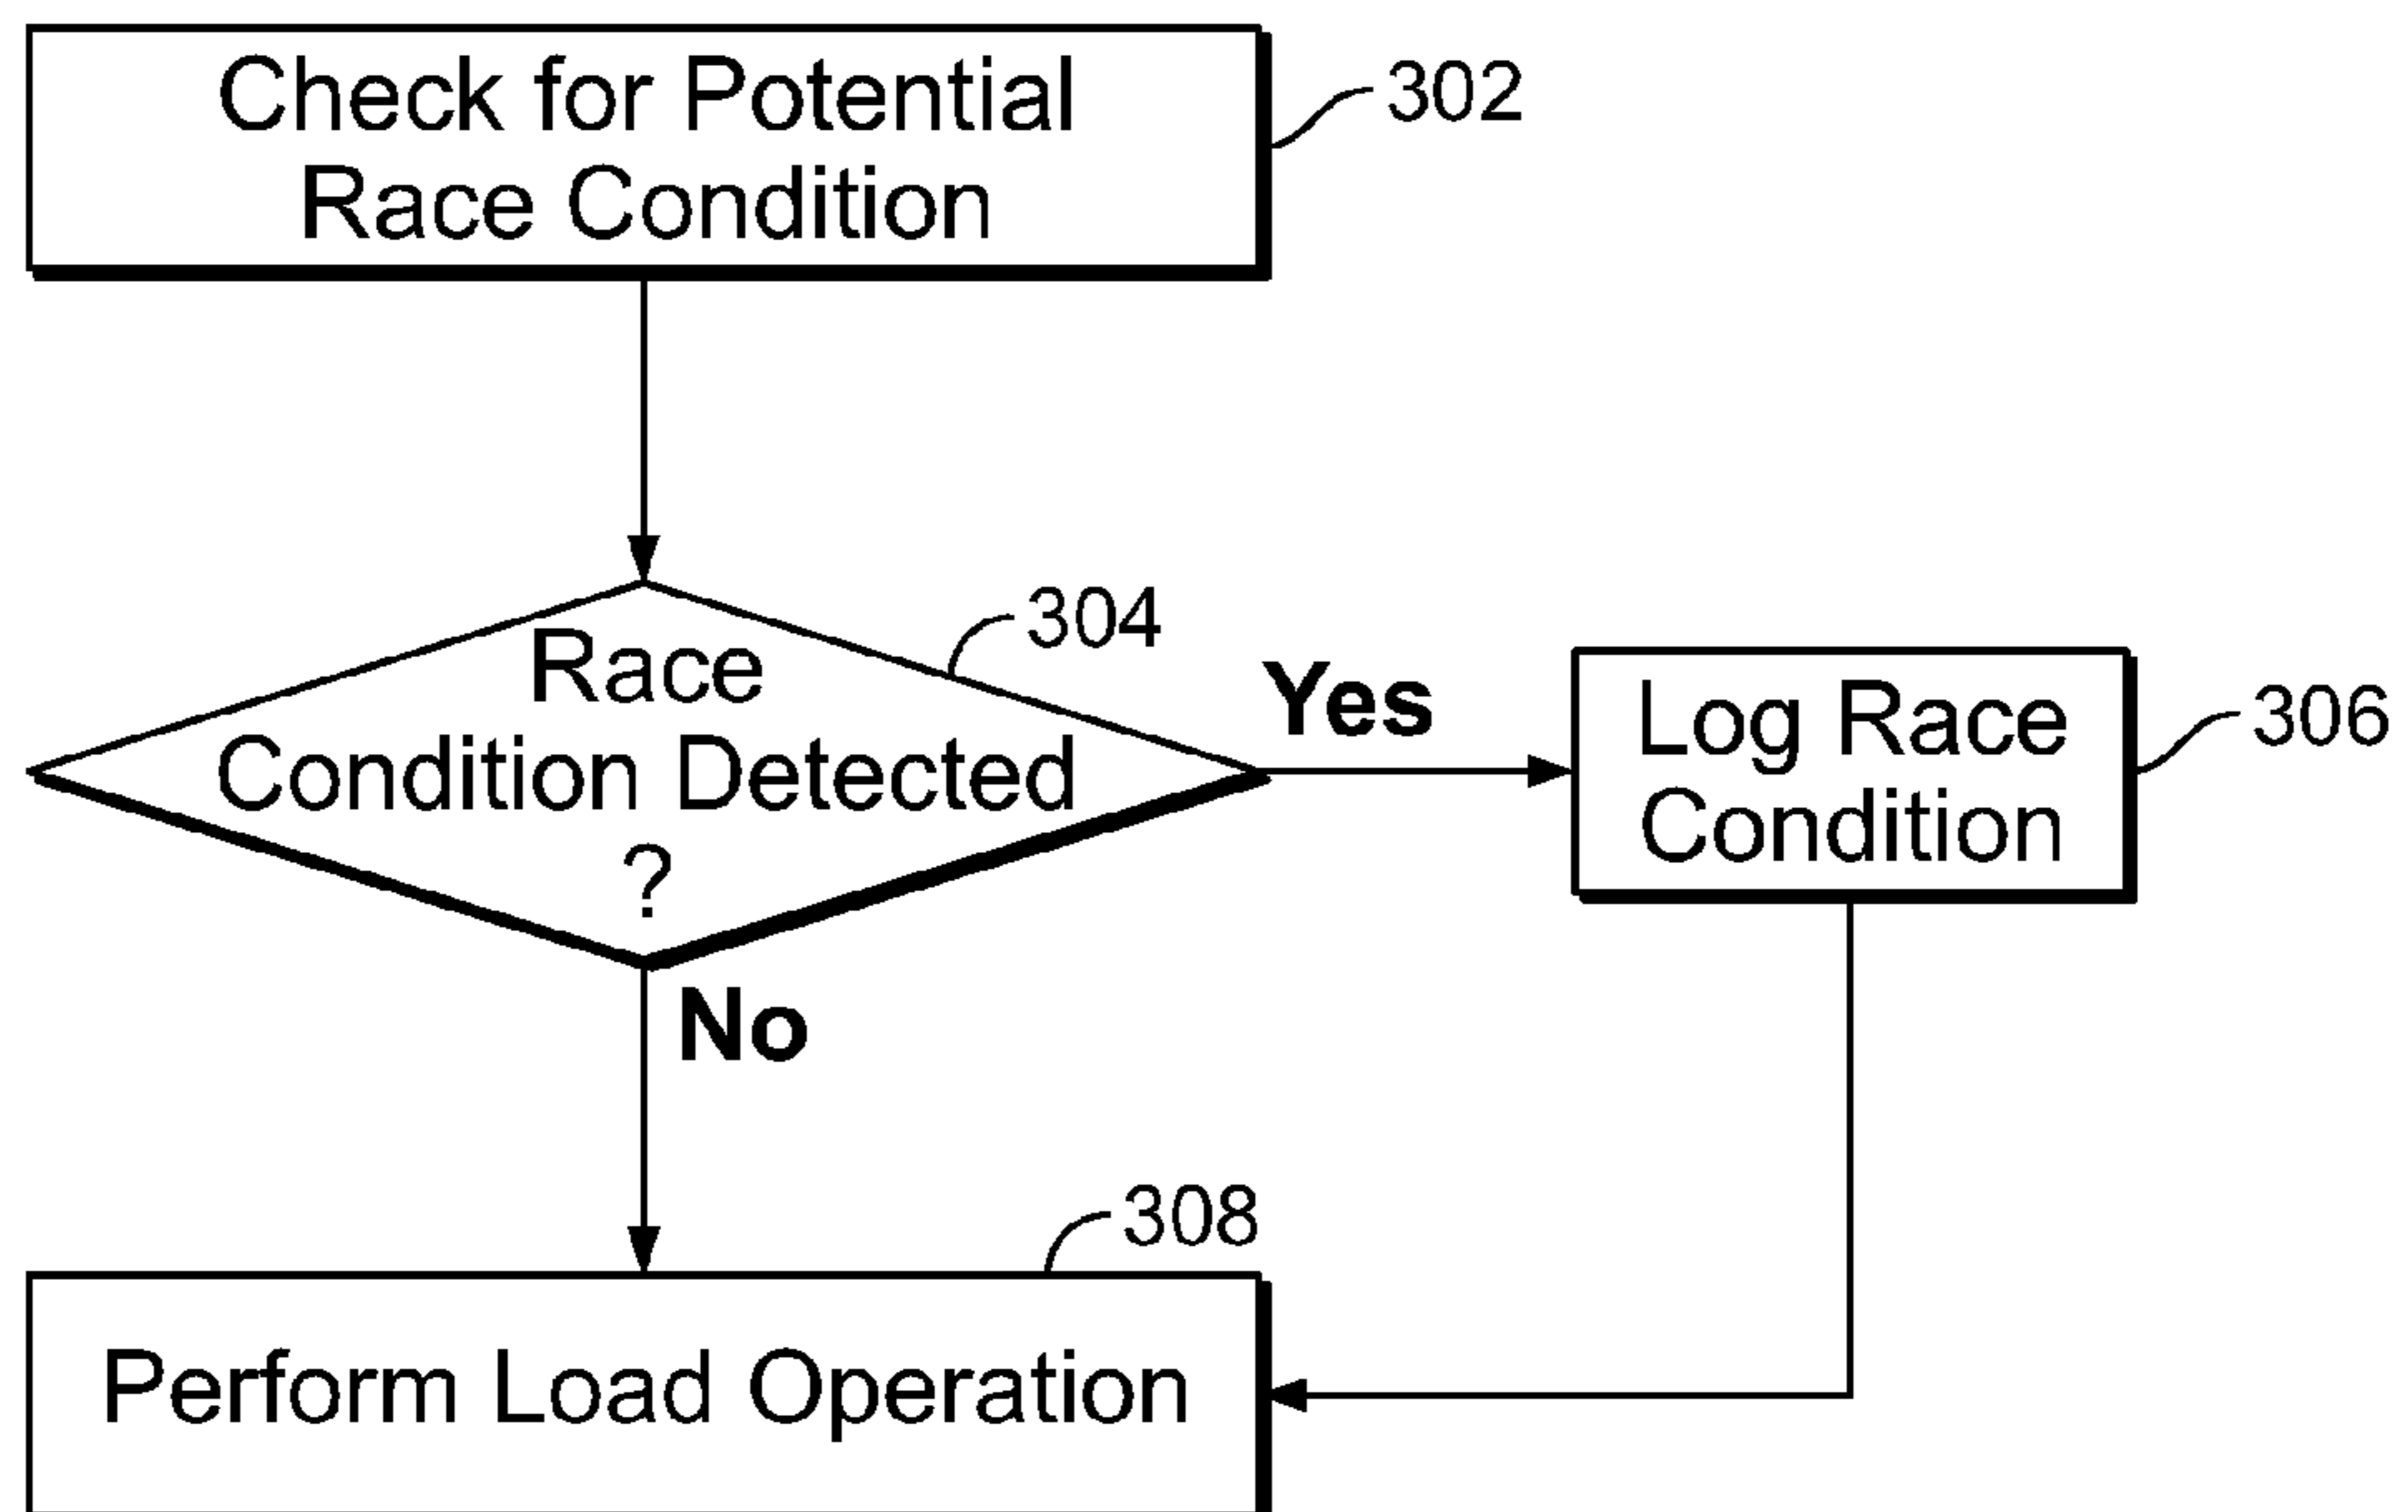 Check for Potential
Race Condition
302
304
Race
Condition Detected
?
Yes
Log Race
Condition
306
No
308
Perform Load Operation